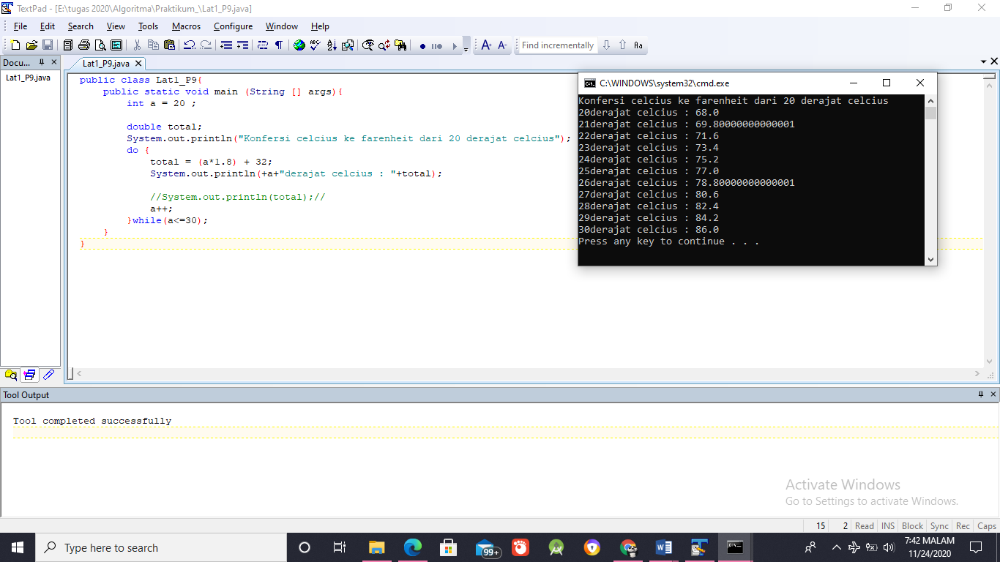 TextPad - [E:\tugas 2020\Algoritma\Praktikum_\Lat1_P9.java]
File Edit Search View Tools Macros Configure Window Help
Find incrementally
Docu...
Lat1_P9.java
Lat1_P9.java
public class Lat1_P9{
public static void main (String [] args){
int a = 20 ;
double total;
System.out.println("Konfersi celcius ke farenheit dari 20 derajat celcius");
do {
total = (a*1.8) + 32;
System.out.println(+a+"derajat celcius : "+total);
//System.out.println(total);//
a++;
}while(a<=30);
}
}
C:\WINDOWS\system32\cmd.exe
Konfersi celcius ke farenheit dari 20 derajat celcius
20derajat celcius : 68.0
21derajat celcius : 69.80000000000001
22derajat celcius : 71.6
23derajat celcius : 73.4
24derajat celcius : 75.2
25derajat celcius : 77.0
26derajat celcius : 78.80000000000001
27derajat celcius : 80.6
28derajat celcius : 82.4
29derajat celcius : 84.2
30derajat celcius : 86.0
Press any key to continue . . .
Tool Output
Tool completed successfully
Activate Windows
Go to Settings to activate Windows.
15 2 Read INS Block Sync Rec Caps
Type here to search
99+
7:42 MALAM
11/24/2020